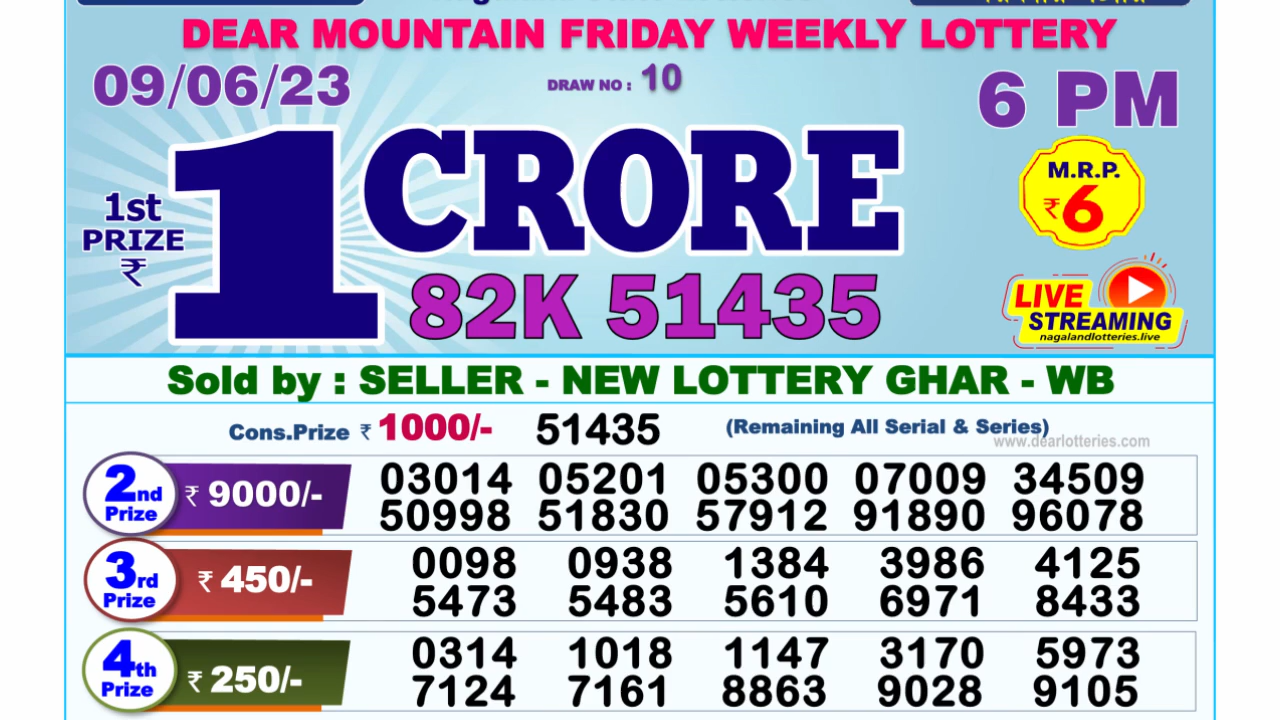 DEAR MOUNTAIN FRIDAY WEEKLY LOTTERY
09/06/23
DRAW NO : 10
6 PM
1st
PRIZE
₹
1 CRORE
82K 51435
M.R.P.
₹6
LIVE
STREAMING
nagalandlotteries.live
Sold by : SELLER - NEW LOTTERY GHAR - WB
Cons.Prize ₹ 1000/- 51435 (Remaining All Serial & Series)
www.dearlotteries.com
2nd Prize ₹ 9000/-
03014 05201 05300 07009 34509
50998 51830 57912 91890 96078
3rd Prize ₹ 450/-
0098 0938 1384 3986 4125
5473 5483 5610 6971 8433
4th Prize ₹ 250/-
0314 1018 1147 3170 5973
7124 7161 8863 9028 9105